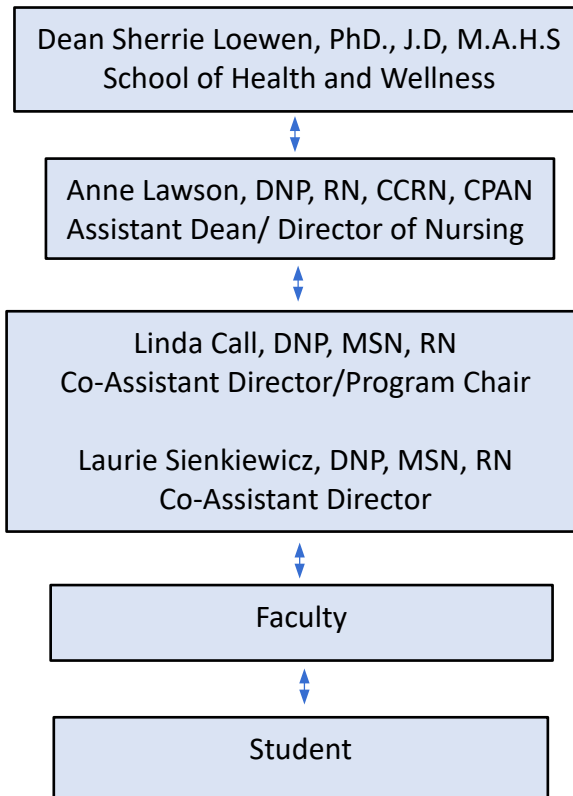 Dean Sherrie Loewen, PhD., J.D, M.A.H.S
School of Health and Wellness
Anne Lawson, DNP, RN, CCRN, CPAN
Assistant Dean/ Director of Nursing
Linda Call, DNP, MSN, RN
Co-Assistant Director/Program Chair
Laurie Sienkiewicz, DNP, MSN, RN
Co-Assistant Director
Faculty
Student